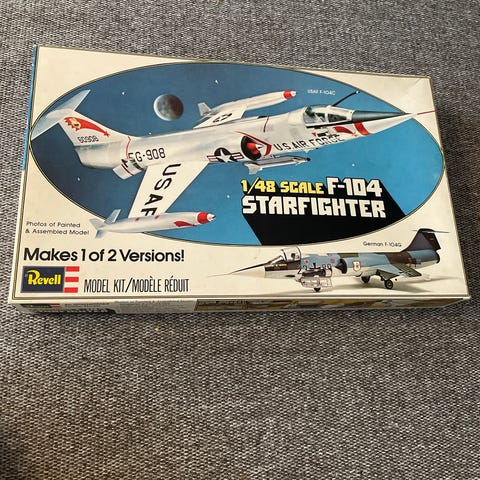 USAF F-104C
60908
FG-908
U.S. AIR FORCE
USAF
1/48 SCALE F-104
STARFIGHTER
Photos of Painted
& Assembled Model
German F-104G
Makes 1 of 2 Versions!
Revell
MODEL KIT/MODÈLE RÉDUIT